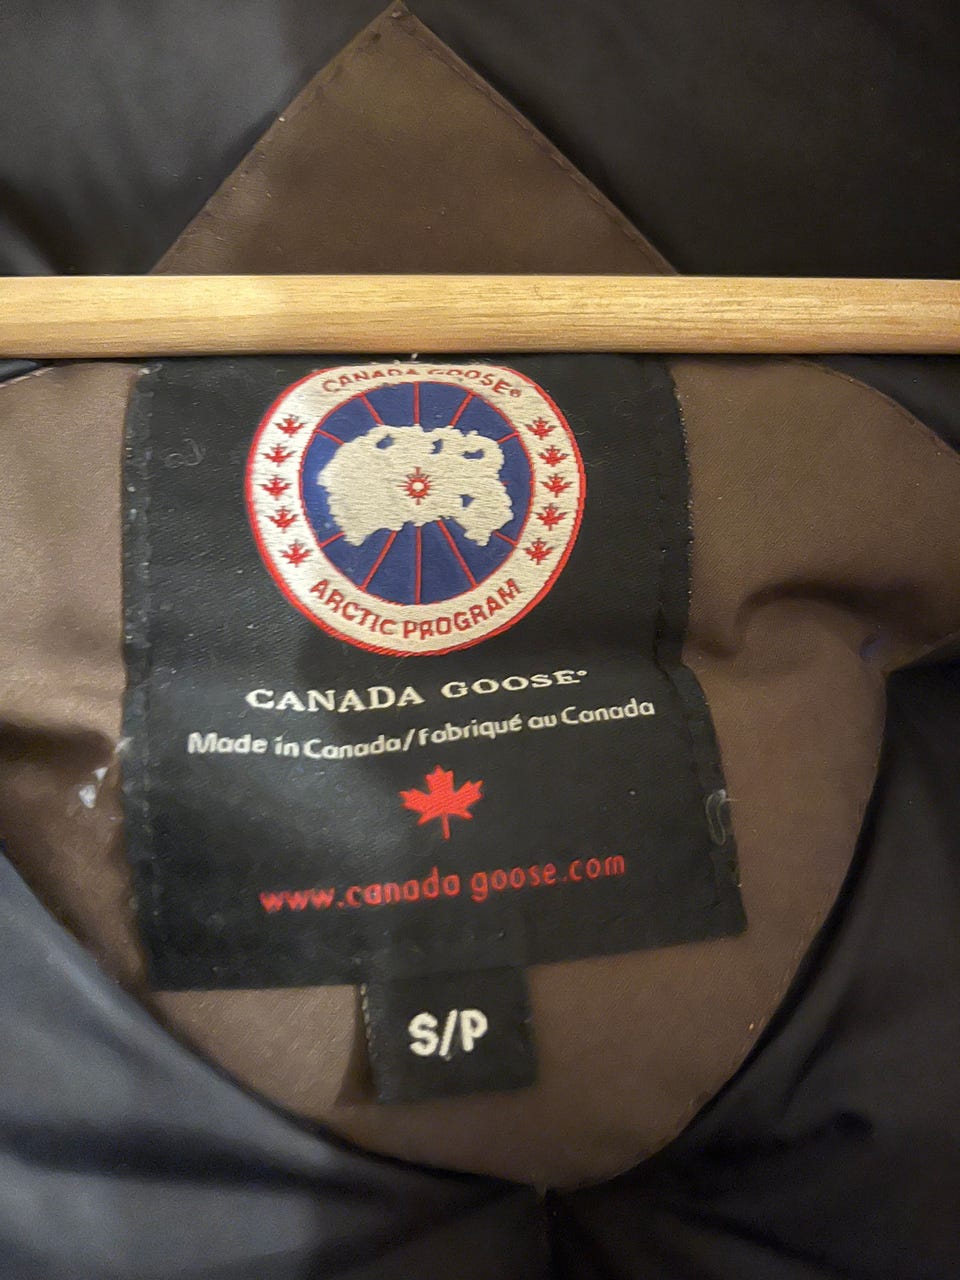 CANADA GOOSE®
ARCTIC PROGRAM
CANADA GOOSE®
Made in Canada/Fabriqué au Canada
www.canada goose.com
S/P